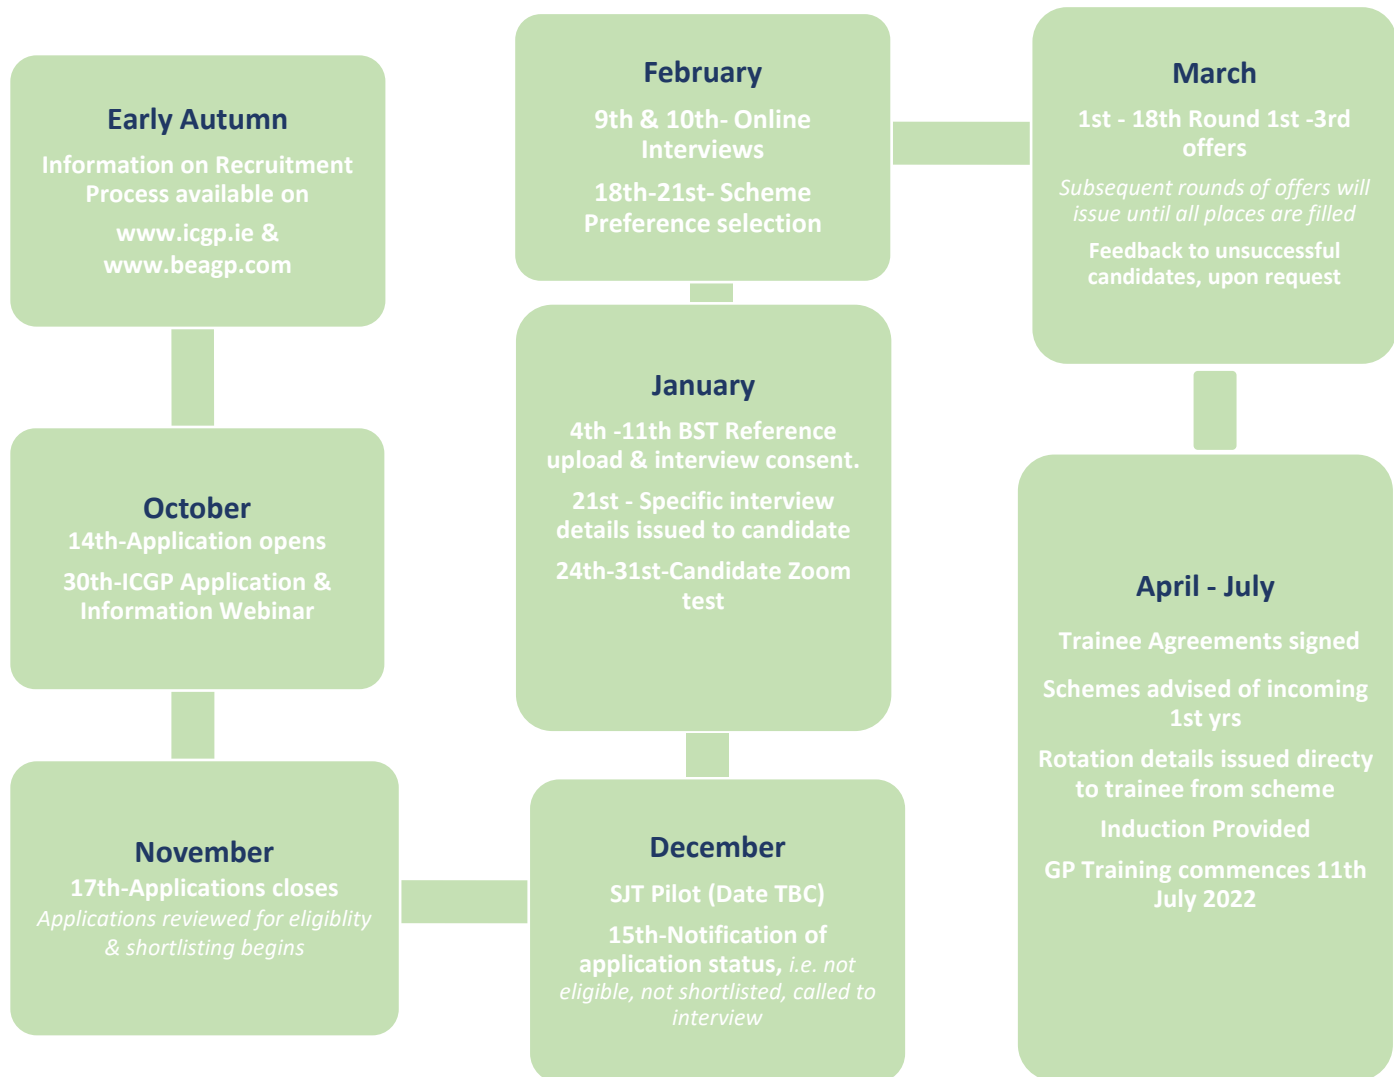 Early Autumn
Information on Recruitment
Process available on
www.icgp.ie &
www.beagp.com
October
14th-Application opens
30th-ICGP Application &
Information Webinar
November
17th-Applications closes
Applications reviewed for eligiblity
& shortlisting begins
December
SJT Pilot (Date TBC)
15th-Notification of
application status, i.e. not
eligible, not shortlisted, called to
interview
January
4th -11th BST Reference
upload & interview consent.
21st - Specific interview
details issued to candidate
24th-31st-Candidate Zoom
test
February
9th & 10th- Online
Interviews
18th-21st- Scheme
Preference selection
March
1st - 18th Round 1st -3rd
offers
Subsequent rounds of offers will
issue until all places are filled
Feedback to unsuccessful
candidates, upon request
April - July
Trainee Agreements signed
Schemes advised of incoming
1st yrs
Rotation details issued directy
to trainee from scheme
Induction Provided
GP Training commences 11th
July 2022